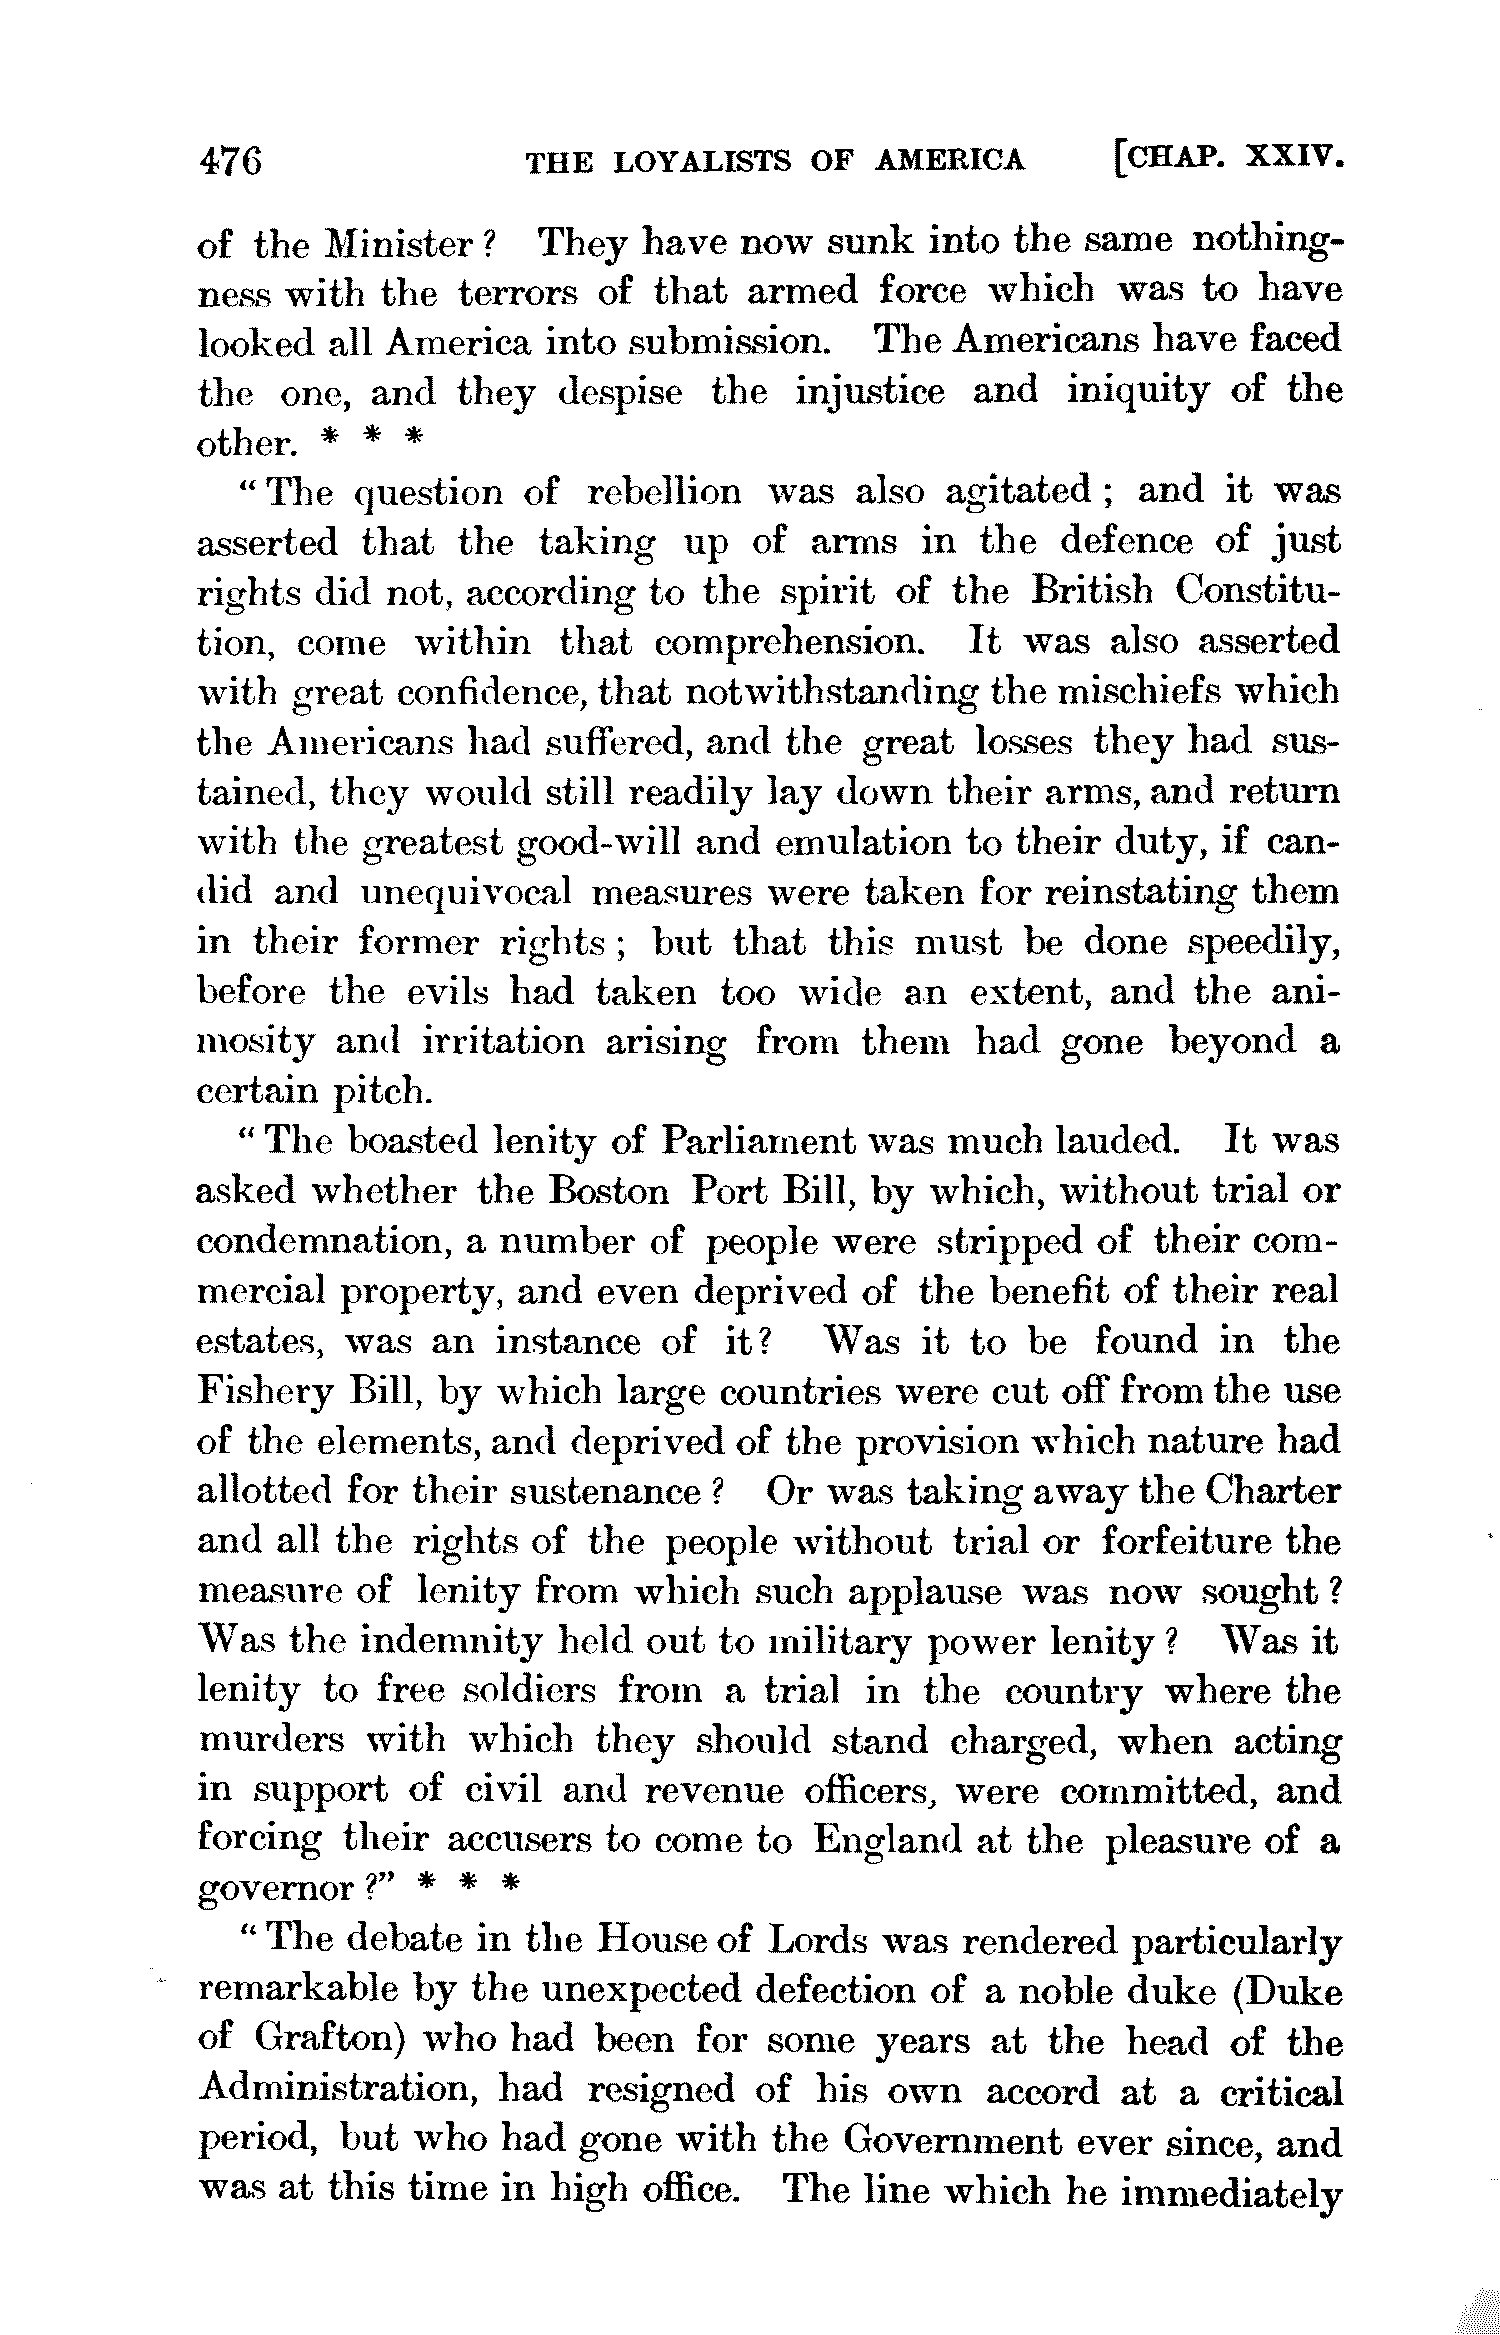 476 THE LOYALISTS OF AMERICA [CHAP. XXIV.
of the Minister? They have now sunk into the same nothing-
ness with the terrors of that armed force which was to have
looked all America into submission. The Americans have faced
the one, and they despise the injustice and iniquity of the
other. * * *
"The question of rebellion was also agitated; and it was
asserted that the taking up of arms in the defence of just
rights did not, according to the spirit of the British Constitu-
tion, come within that comprehension. It was also asserted
with great confidence, that notwithstanding the mischiefs which
the Americans had suffered, and the great losses they had sus-
tained, they would still readily lay down their arms, and return
with the greatest good-will and emulation to their duty, if can-
did and unequivocal measures were taken for reinstating them
in their former rights; but that this must be done speedily,
before the evils had taken too wide an extent, and the ani-
mosity and irritation arising from them had gone beyond a
certain pitch.
"The boasted lenity of Parliament was much lauded. It was
asked whether the Boston Port Bill, by which, without trial or
condemnation, a number of people were stripped of their com-
mercial property, and even deprived of the benefit of their real
estates, was an instance of it? Was it to be found in the
Fishery Bill, by which large countries were cut off from the use
of the elements, and deprived of the provision which nature had
allotted for their sustenance? Or was taking away the Charter
and all the rights of the people without trial or forfeiture the
measure of lenity from which such applause was now sought?
Was the indemnity held out to military power lenity? Was it
lenity to free soldiers from a trial in the country where the
murders with which they should stand charged, when acting
in support of civil and revenue officers, were committed, and
forcing their accusers to come to England at the pleasure of a
governor?" * * *
"The debate in the House of Lords was rendered particularly
remarkable by the unexpected defection of a noble duke (Duke
of Grafton) who had been for some years at the head of the
Administration, had resigned of his own accord at a critical
period, but who had gone with the Government ever since, and
was at this time in high office. The line which he immediately